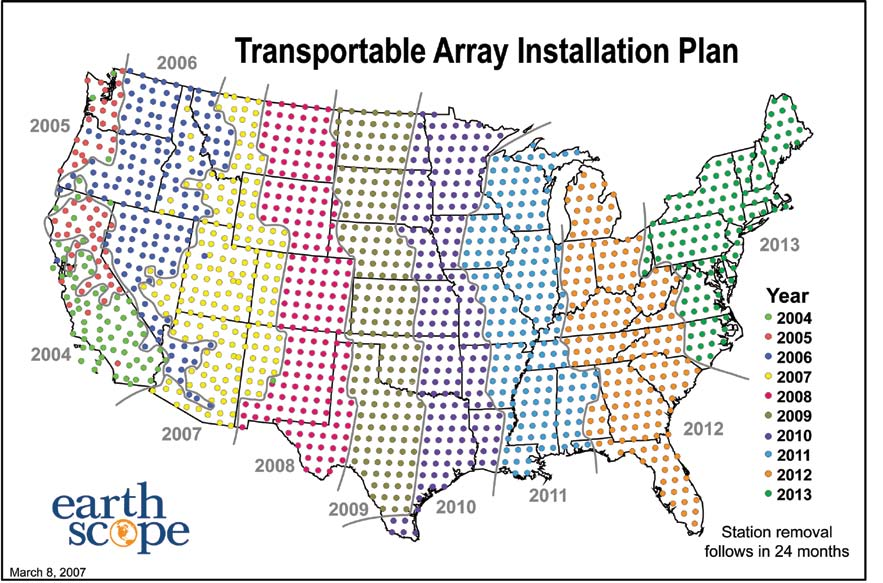 Transportable Array Installation Plan
2006
2005
2013
Year
2004
2005
2006
2007
2008
2009
2010
2011
2012
2013
2004
2007
2012
2008
2009
2010
2011
earth
scope
Station removal
follows in 24 months
March 8, 2007